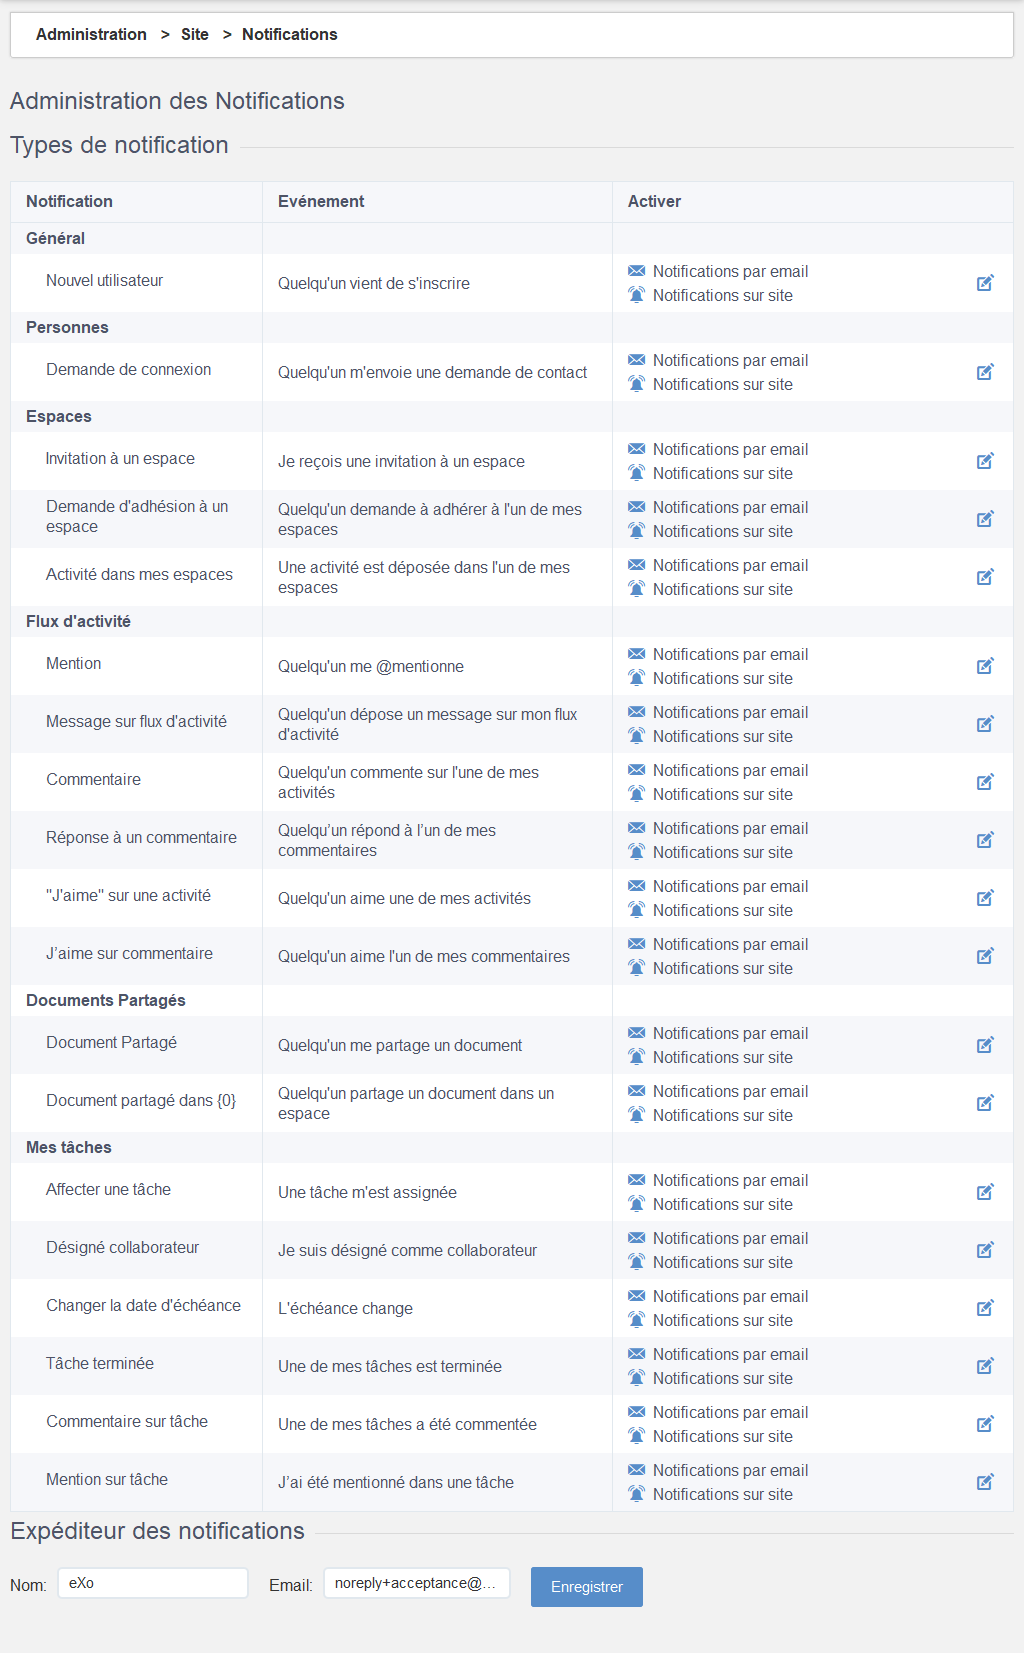 Administration > Site > Notifications
Administration des Notifications
Types de notification
Notification Evénement Activer
Général
Nouvel utilisateur
Quelqu'un vient de s'inscrire
Notifications par email
Notifications sur site
Personnes
Demande de connexion
Quelqu'un m'envoie une demande de contact
Notifications par email
Notifications sur site
Espaces
Invitation à un espace
Je reçois une invitation à un espace
Notifications par email
Notifications sur site
Demande d'adhésion à un
espace
Quelqu'un demande à adhérer à l'un de mes
espaces
Notifications par email
Notifications sur site
Activité dans mes espaces
Une activité est déposée dans l'un de mes
espaces
Notifications par email
Notifications sur site
Flux d'activité
Mention
Quelqu'un me @mentionne
Notifications par email
Notifications sur site
Message sur flux d'activité
Quelqu'un dépose un message sur mon flux
d'activité
Notifications par email
Notifications sur site
Commentaire
Quelqu'un commente sur l'une de mes
activités
Notifications par email
Notifications sur site
Réponse à un commentaire
Quelqu’un répond à l’un de mes
commentaires
Notifications par email
Notifications sur site
"J'aime" sur une activité
Quelqu'un aime une de mes activités
Notifications par email
Notifications sur site
J’aime sur commentaire
Quelqu'un aime l'un de mes commentaires
Notifications par email
Notifications sur site
Documents Partagés
Document Partagé
Quelqu'un me partage un document
Notifications par email
Notifications sur site
Document partagé dans {0}
Quelqu'un partage un document dans un
espace
Notifications par email
Notifications sur site
Mes tâches
Affecter une tâche
Une tâche m'est assignée
Notifications par email
Notifications sur site
Désigné collaborateur
Je suis désigné comme collaborateur
Notifications par email
Notifications sur site
Changer la date d'échéance
L'échéance change
Notifications par email
Notifications sur site
Tâche terminée
Une de mes tâches est terminée
Notifications par email
Notifications sur site
Commentaire sur tâche
Une de mes tâches a été commentée
Notifications par email
Notifications sur site
Mention sur tâche
J’ai été mentionné dans une tâche
Notifications par email
Notifications sur site
Expéditeur des notifications
Nom: eXo Email: noreply+acceptance@... Enregistrer